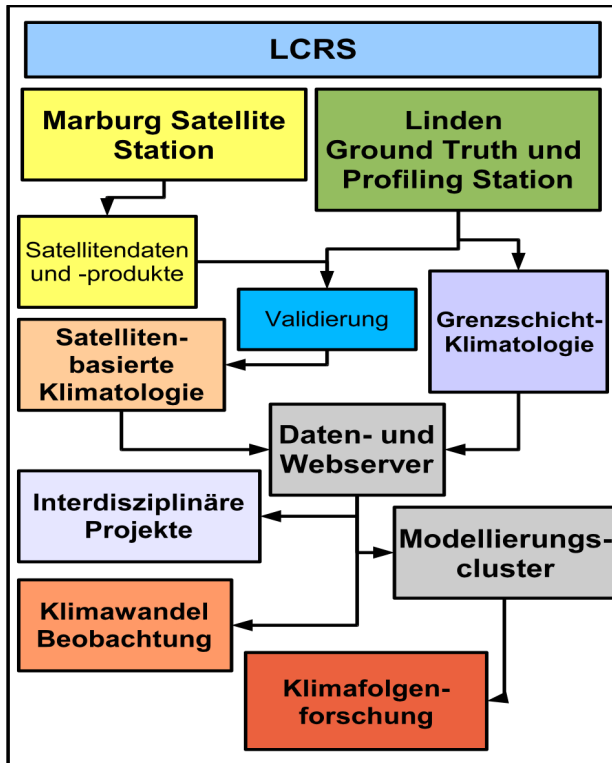 LCRS
Marburg Satellite
Station
Linden
Ground Truth und
Profiling Station
Satellitendaten
und -produkte
Validierung
Grenzschicht-
Klimatologie
Satelliten-
basierte
Klimatologie
Daten- und
Webserver
Interdisziplinäre
Projekte
Modellierungs-
cluster
Klimawandel
Beobachtung
Klimafolgen-
forschung